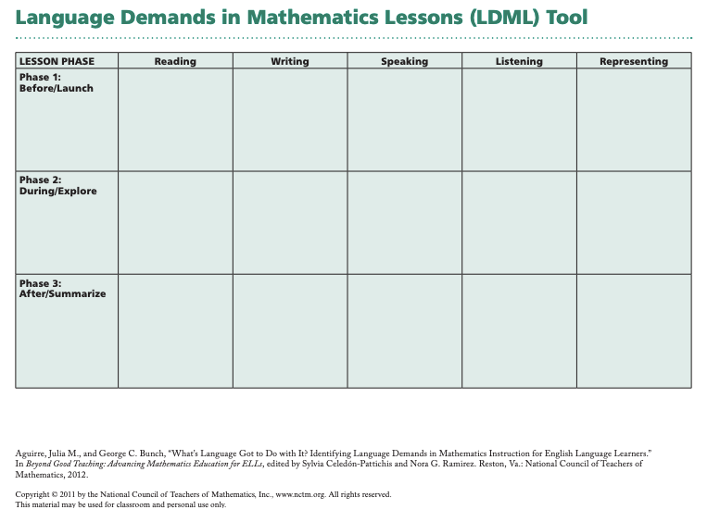 Language Demands in Mathematics Lessons (LDML) Tool
LESSON PHASE Reading Writing Speaking Listening Representing
Phase 1:
Before/Launch
Phase 2:
During/Explore
Phase 3:
After/Summarize
Aguirre, Julia M., and George C. Bunch, “What’s Language Got to Do with It? Identifying Language Demands in Mathematics Instruction for English Language Learners.”
In Beyond Good Teaching: Advancing Mathematics Education for ELLs, edited by Sylvia Celedón-Pattichis and Nora G. Ramirez. Reston, Va.: National Council of Teachers of
Mathematics, 2012.
Copyright © 2011 by the National Council of Teachers of Mathematics, Inc., www.nctm.org. All rights reserved.
This material may be used for classroom and personal use only.